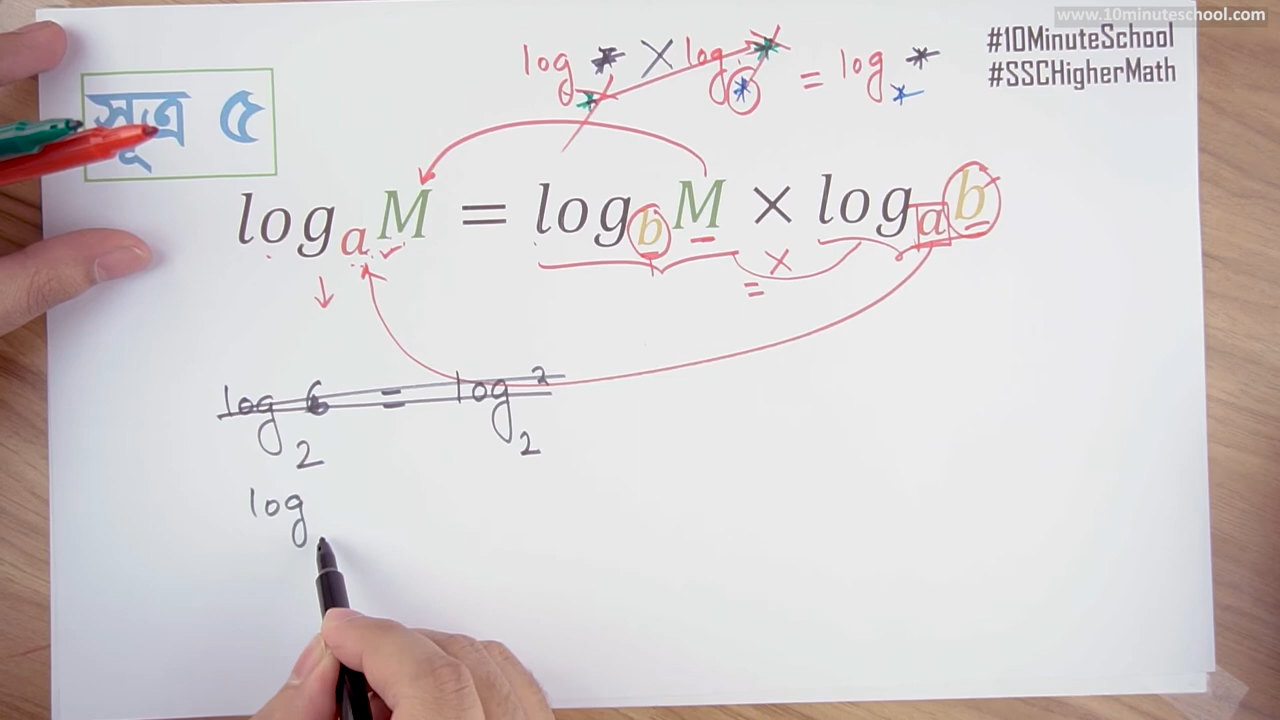 www.10minuteschool.com
#10MinuteSchool
#SSCHigherMath
log * × log * = log *
* * *
সূত্র ৫
log_a M = log_b M × log_a b
×
=
log_2 6 = log_2 2
log